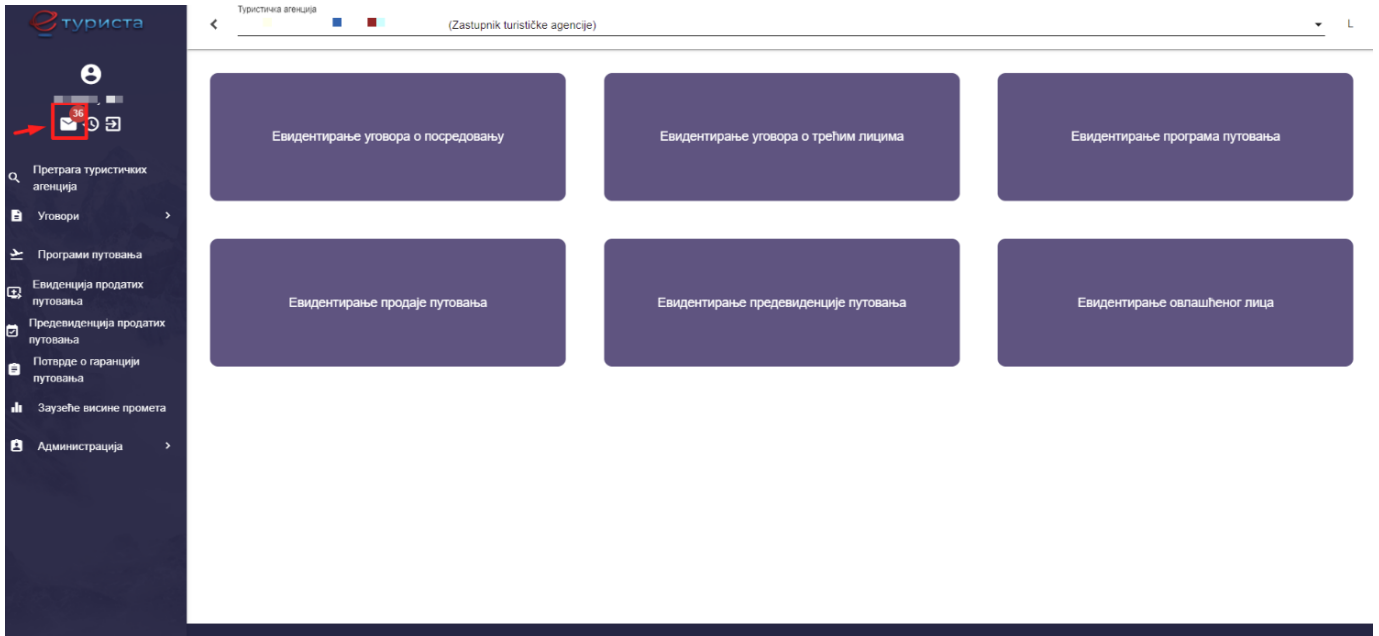 е туриста
Туристичка агенција
(Zastupnik turističke agencije)
L
36
Претрага туристичких
агенција
Уговори
Програми путовања
Евиденција продатих
путовања
Предевиденција продатих
путовања
Потврде о гаранцији
путовања
Заузеће висине промета
Администрација
Евидентирање уговора о посредовању
Евидентирање уговора о трећим лицима
Евидентирање програма путовања
Евидентирање продаје путовања
Евидентирање предевиденције путовања
Евидентирање овлашћеног лица